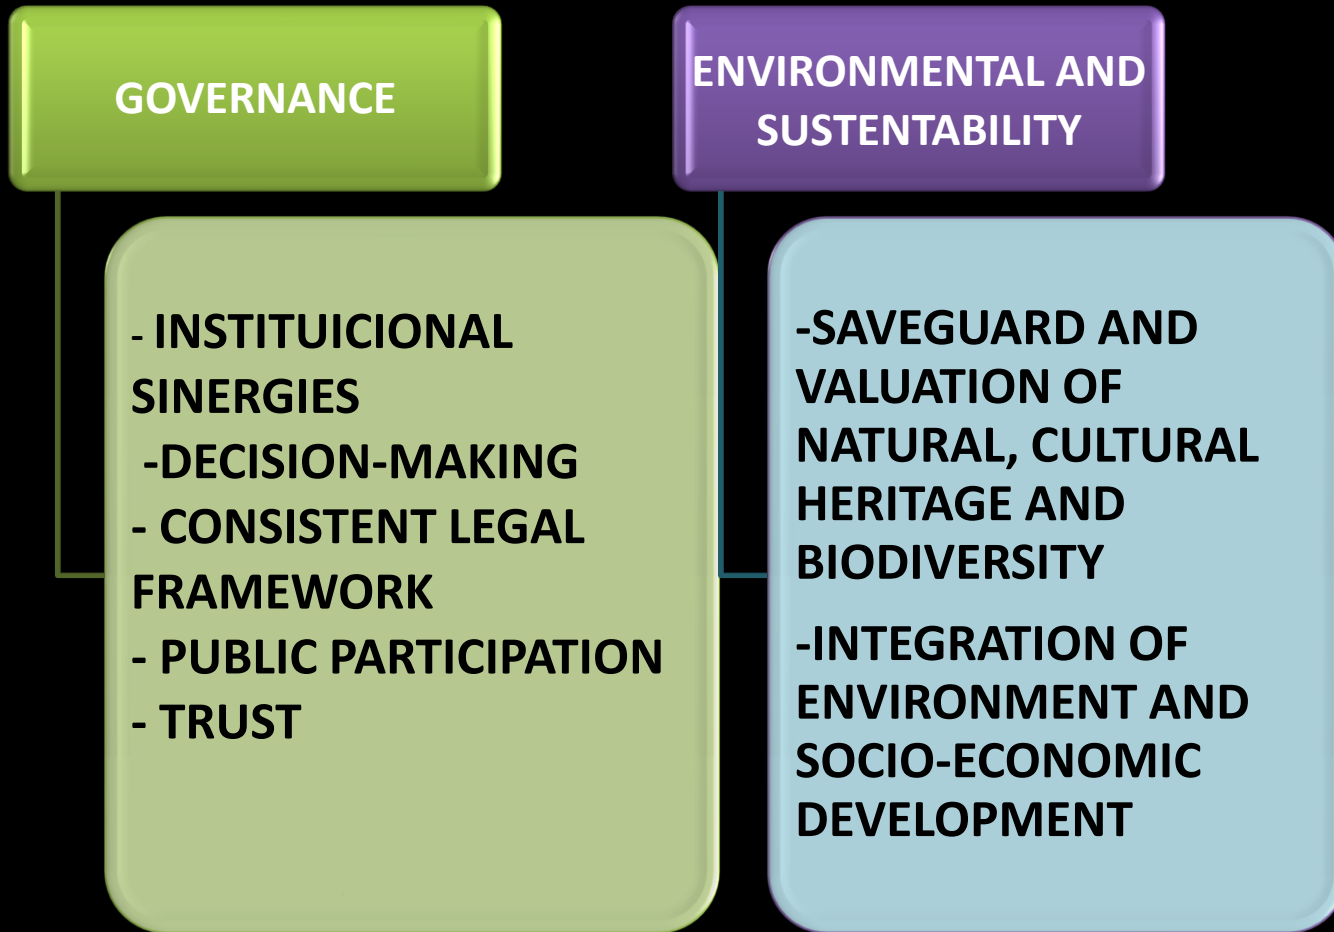 GOVERNANCE
- INSTITUICIONAL
SINERGIES
-DECISION-MAKING
- CONSISTENT LEGAL
FRAMEWORK
- PUBLIC PARTICIPATION
- TRUST
ENVIRONMENTAL AND
SUSTENTABILITY
-SAVEGUARD AND
VALUATION OF
NATURAL, CULTURAL
HERITAGE AND
BIODIVERSITY
-INTEGRATION OF
ENVIRONMENT AND
SOCIO-ECONOMIC
DEVELOPMENT